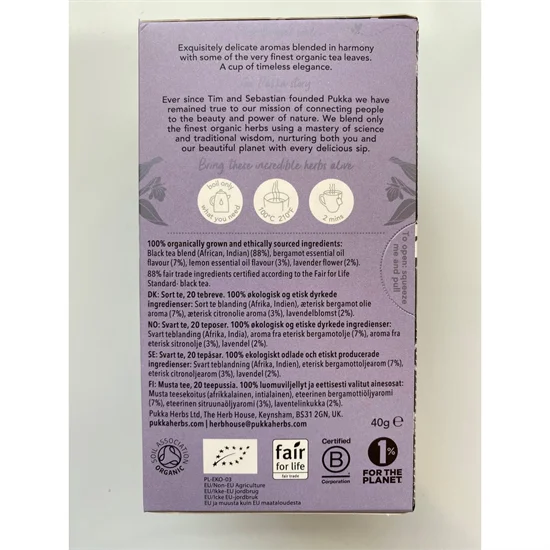 Exquisitely delicate aromas blended in harmony
with some of the very finest organic tea leaves.
A cup of timeless elegance.
Ever since Tim and Sebastian founded Pukka we have
remained true to our mission of connecting people
to the beauty and power of nature. We blend only
the finest organic herbs using a mastery of science
and traditional wisdom, nurturing both you and
our beautiful planet with every delicious sip.
Bring these incredible herbs alive
boil only
what you need
100°C 210°F
2 mins
To open: squeeze
me and pull
100% organically grown and ethically sourced ingredients:
Black tea blend (African, Indian) (88%), bergamot essential oil
flavour (7%), lemon essential oil flavour (3%), lavender flower (2%).
88% fair trade ingredients certified according to the Fair for Life
Standard- black tea.
DK: Sort te, 20 tebreve. 100% økologisk og etisk dyrkede
ingredienser: Sort te blanding (Afrika, Indien), æterisk bergamot olie
aroma (7%), æterisk citronolie aroma (3%), lavendelblomst (2%).
NO: Svart te, 20 teposer. 100% økologisk og etiske dyrkede
ingredienser: Svart teblanding (Afrika, India), aroma fra eterisk bergamottolje (7%), aroma fra
eterisk sitronolje (3%), lavendel (2%).
SE: Svart te, 20 tepåsar. 100% ekologiskt odlade och etiskt producerade
ingredienser: Svart teblandning (Afrika, Indien), eterisk bergamottoljearom (7%),
eterisk citronoljearom (3%), lavendel (2%).
FI: Musta tee, 20 teepussia. 100% luomuviljellyt ja eettisesti valitut ainesosat:
Musta teesekoitus (afrikkalainen, intialainen), eteerinen bergamottiöljyaromi
(7%), eteerinen sitruunaöljyaromi (3%), laventelinkukka (2%).
Pukka Herbs Ltd, The Herb House, Keynsham, BS31 2GN, UK.
pukkaherbs.com | herbhouse@pukkaherbs.com
40g e
SOIL ASSOCIATION
ORGANIC
PL-EKO-03
EU/Non-EU Agriculture
EU/Ikke-EU jordbrug
EU/Icke EU-jordbruk
EU ja muusta kuin EU maataloudesta
fair
for life
fair trade
Certified
B
Corporation
1%
FOR THE
PLANET